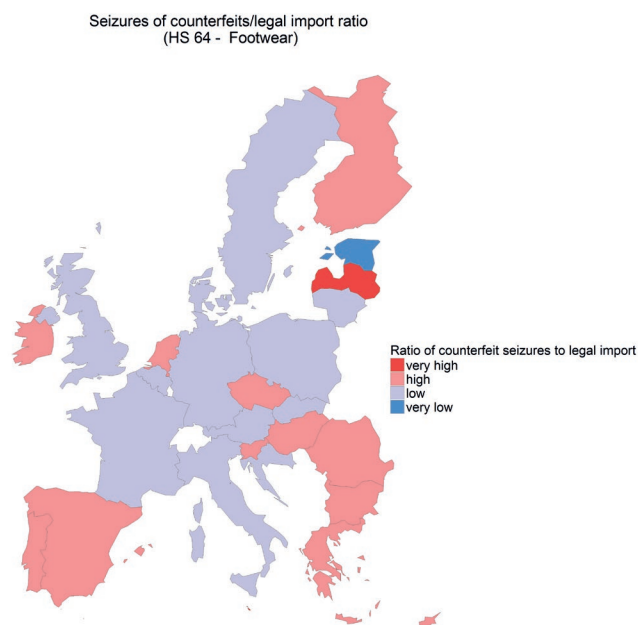 Seizures of counterfeits/legal import ratio
(HS 64 - Footwear)
Ratio of counterfeit seizures to legal import
very high
high
low
very low